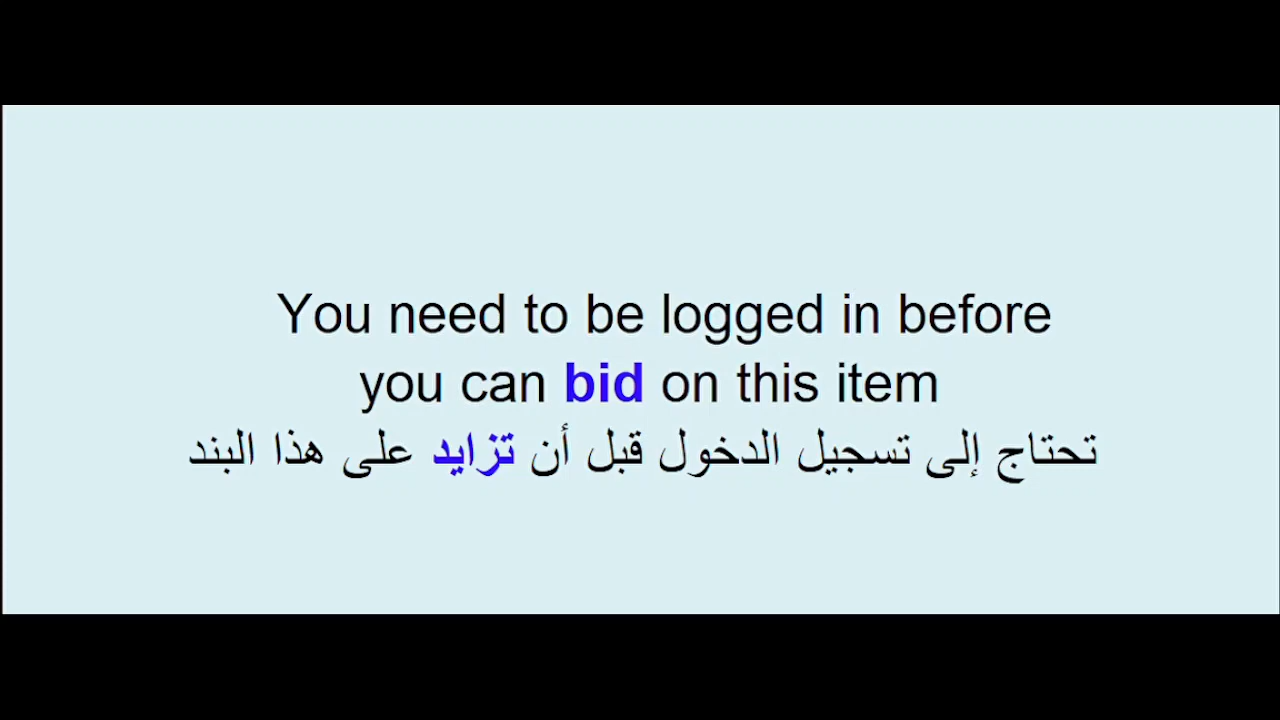 You need to be logged in before
you can bid on this item
تحتاج إلى تسجيل الدخول قبل أن تزايد على هذا البند